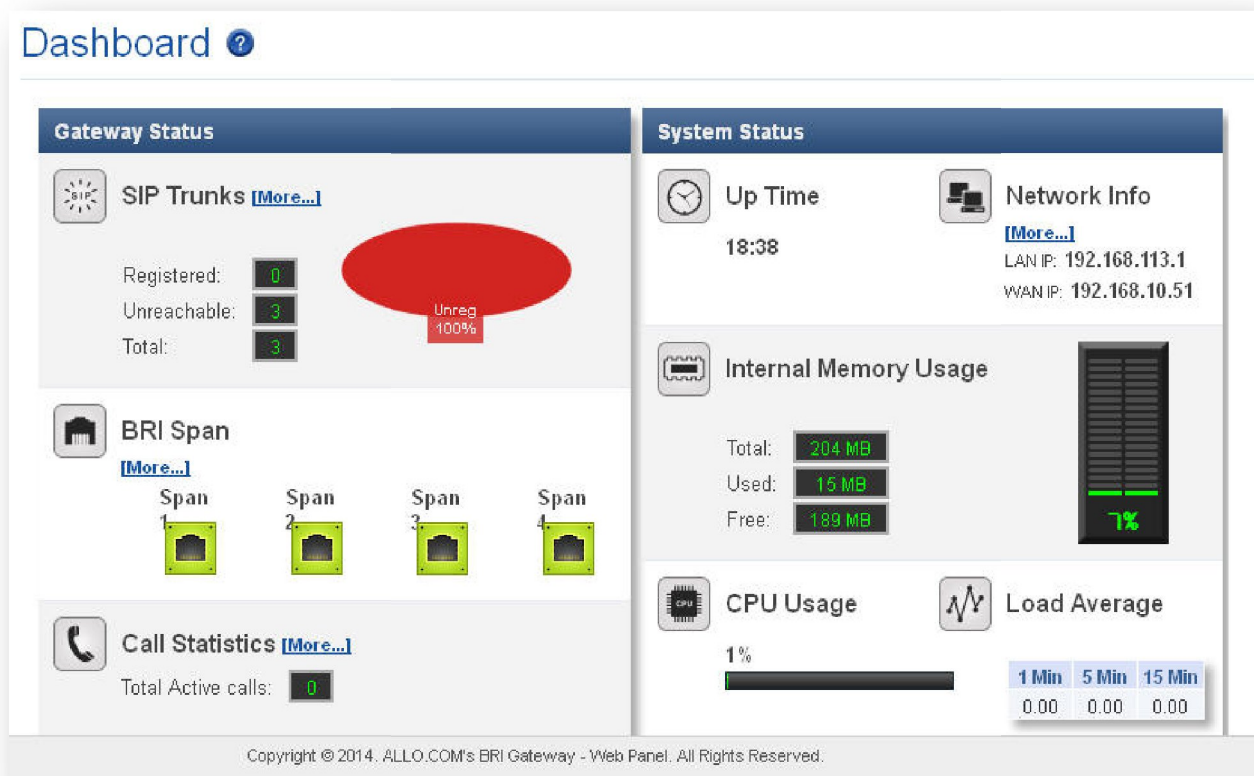 Dashboard ?
Gateway Status
SIP
SIP Trunks [More...]
Registered: 0
Unreachable: 3
Total: 3
Unreg
100%
BRI Span
[More...]
Span 1
Span 2
Span 3
Span 4
Call Statistics [More...]
Total Active calls: 0
System Status
Up Time
18:38
Network Info
[More...]
LAN IP: 192.168.113.1
WAN IP: 192.168.10.51
Internal Memory Usage
Total: 204 MB
Used: 15 MB
Free: 189 MB
7%
CPU
CPU Usage
1%
Load Average
1 Min 5 Min 15 Min
0.00 0.00 0.00
Copyright © 2014. ALLO.COM's BRI Gateway - Web Panel. All Rights Reserved.